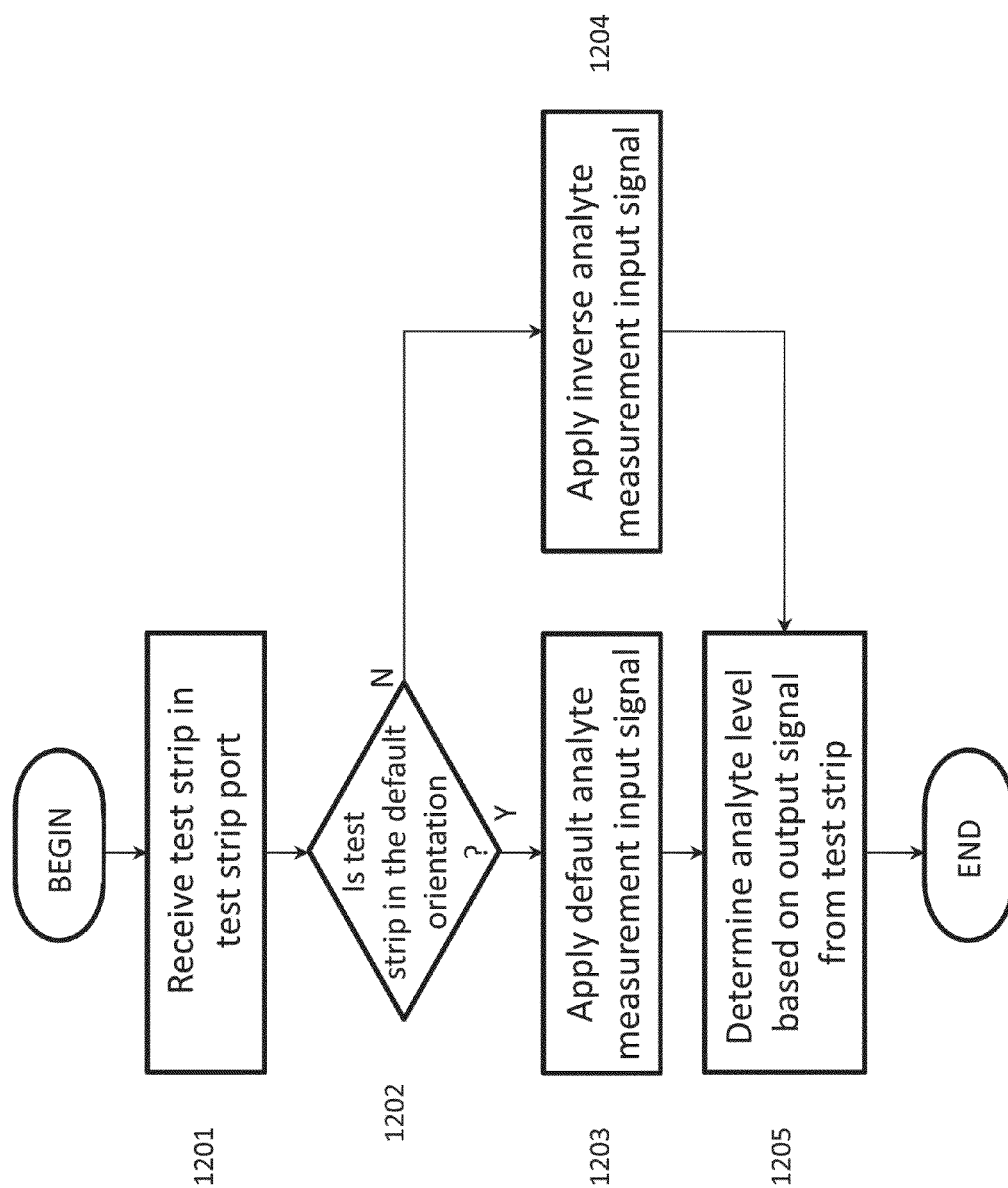 BEGIN
1201
Receive test strip in
test strip port
1202
Is test
strip in the default
orientation
?
N
Y
1203
Apply default analyte
measurement input signal
1204
Apply inverse analyte
measurement input signal
1205
Determine analyte level
based on output signal
from test strip
END